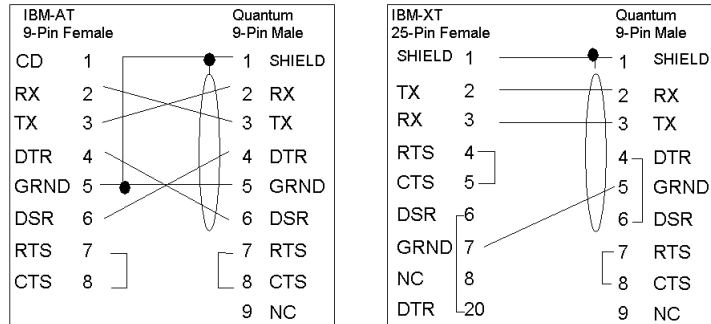 IBM-AT Quantum
9-Pin Female 9-Pin Male
CD 1 1 SHIELD
RX 2 2 RX
TX 3 3 TX
DTR 4 4 DTR
GRND 5 5 GRND
DSR 6 6 DSR
RTS 7 7 RTS
CTS 8 8 CTS
9 NC
IBM-XT Quantum
25-Pin Female 9-Pin Male
SHIELD 1 1 SHIELD
TX 2 2 RX
RX 3 3 TX
RTS 4 4 DTR
CTS 5 5 GRND
DSR 6 6 DSR
GRND 7 7 RTS
NC 8 8 CTS
DTR 20 9 NC